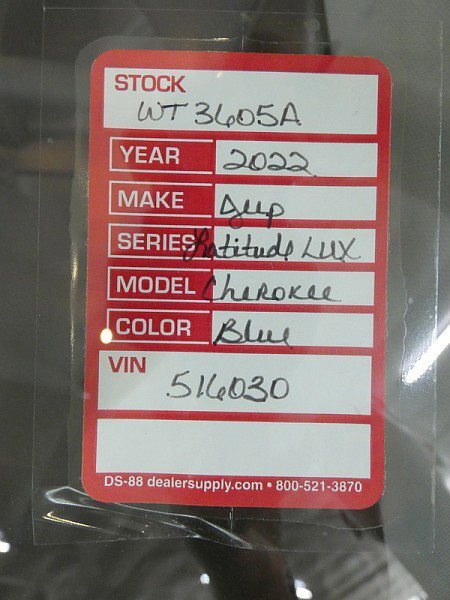 STOCK
WT3605A
YEAR 2022
MAKE Jeep
SERIES Latitude LUX
MODEL Cherokee
COLOR Blue
VIN
516030
DS-88 dealersupply.com • 800-521-3870